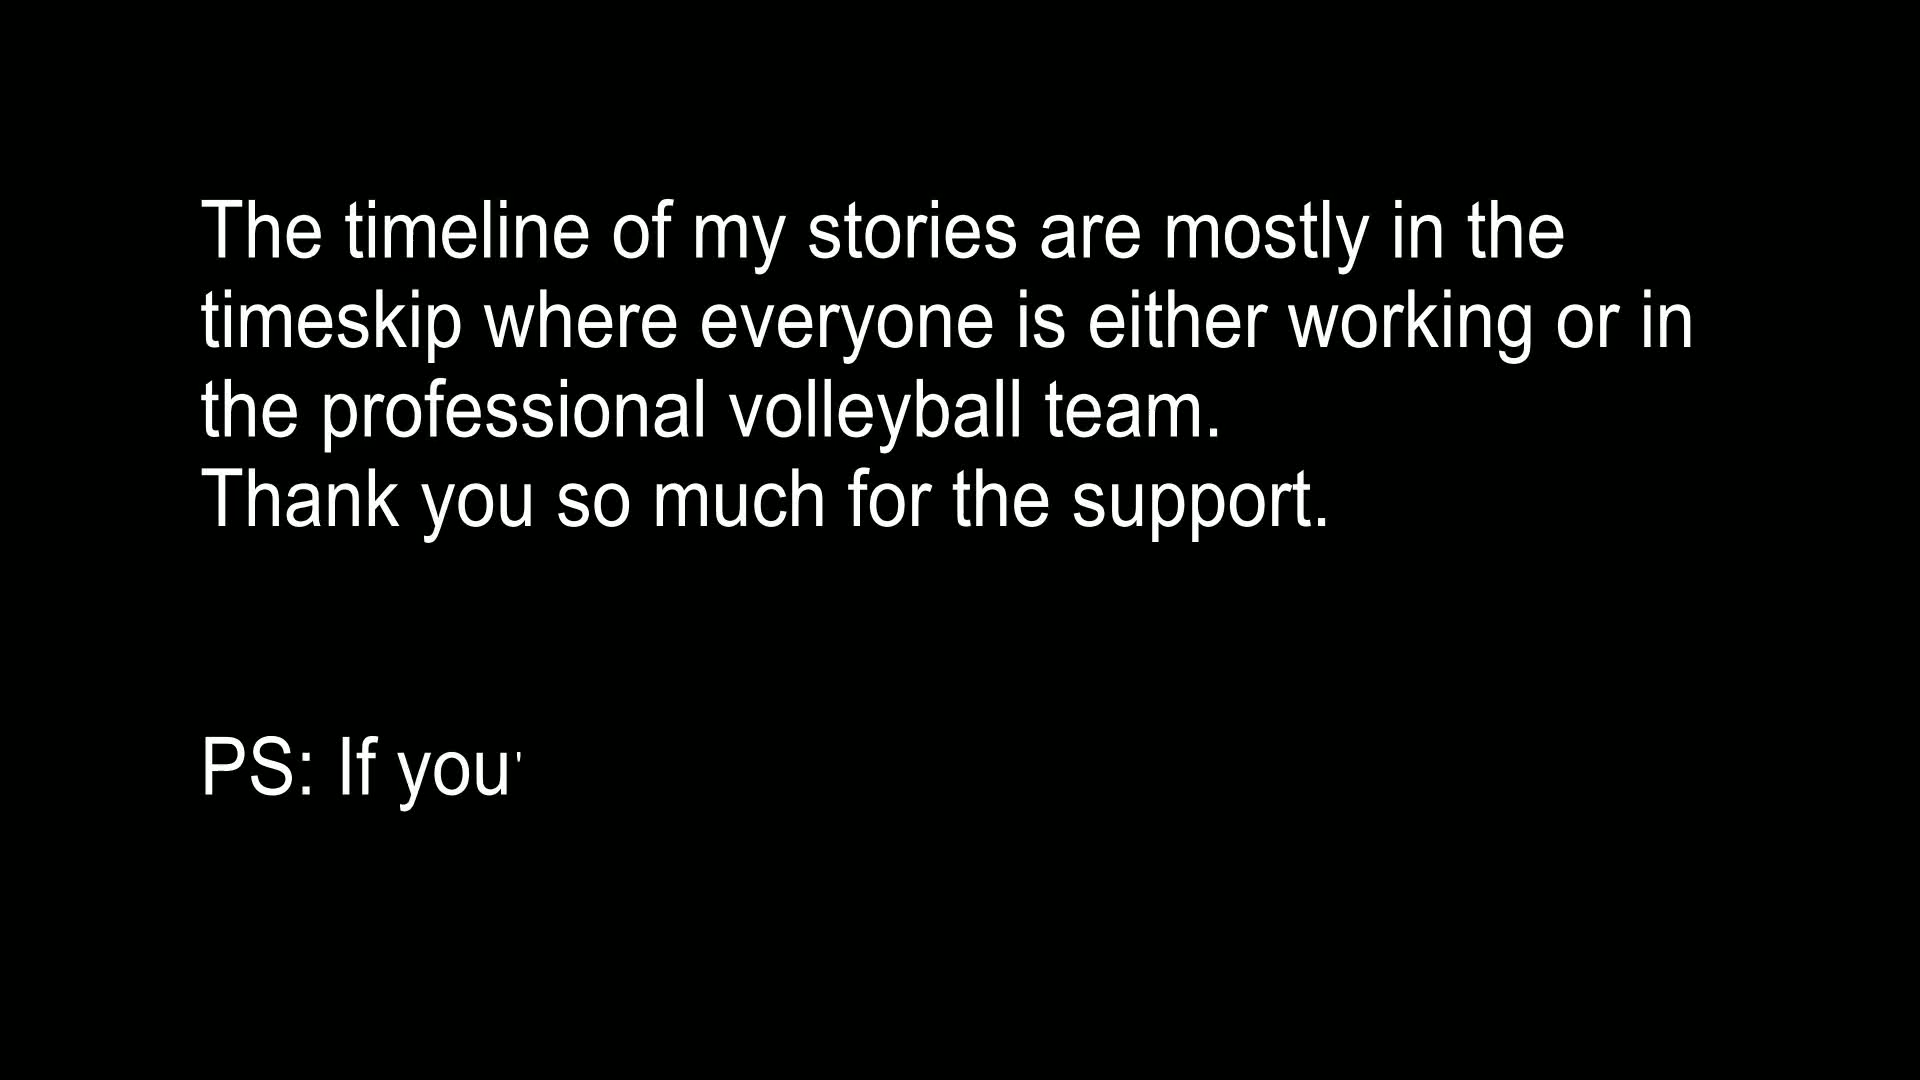 The timeline of my stories are mostly in the
timeskip where everyone is either working or in
the professional volleyball team.
Thank you so much for the support.
PS: If you'